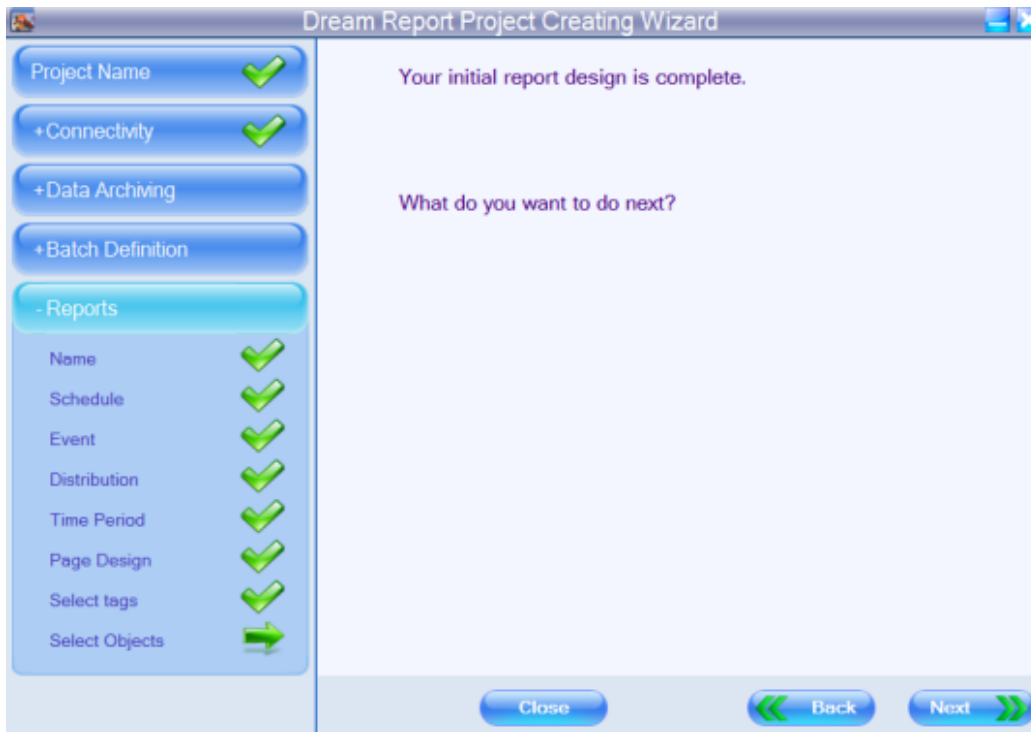 Dream Report Project Creating Wizard
Project Name
+Connectivity
+Data Archiving
+Batch Definition
- Reports
Name
Schedule
Event
Distribution
Time Period
Page Design
Select tags
Select Objects
Your initial report design is complete.
What do you want to do next?
Close
Back
Next